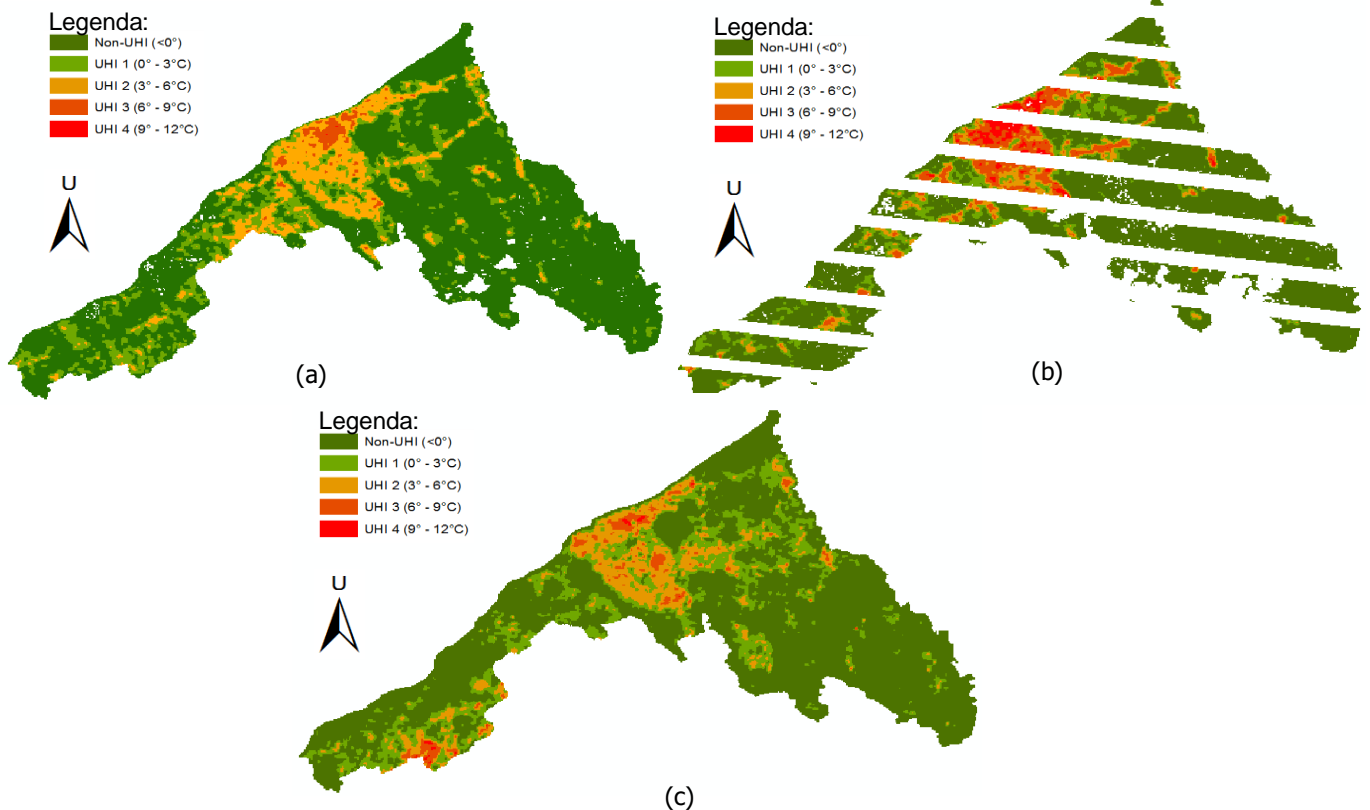 Legenda:
Non-UHI (<0°)
UHI 1 (0° - 3°C)
UHI 2 (3° - 6°C)
UHI 3 (6° - 9°C)
UHI 4 (9° - 12°C)
U
(a)
Legenda:
Non-UHI (<0°)
UHI 1 (0° - 3°C)
UHI 2 (3° - 6°C)
UHI 3 (6° - 9°C)
UHI 4 (9° - 12°C)
U
(b)
Legenda:
Non-UHI (<0°)
UHI 1 (0° - 3°C)
UHI 2 (3° - 6°C)
UHI 3 (6° - 9°C)
UHI 4 (9° - 12°C)
U
(c)